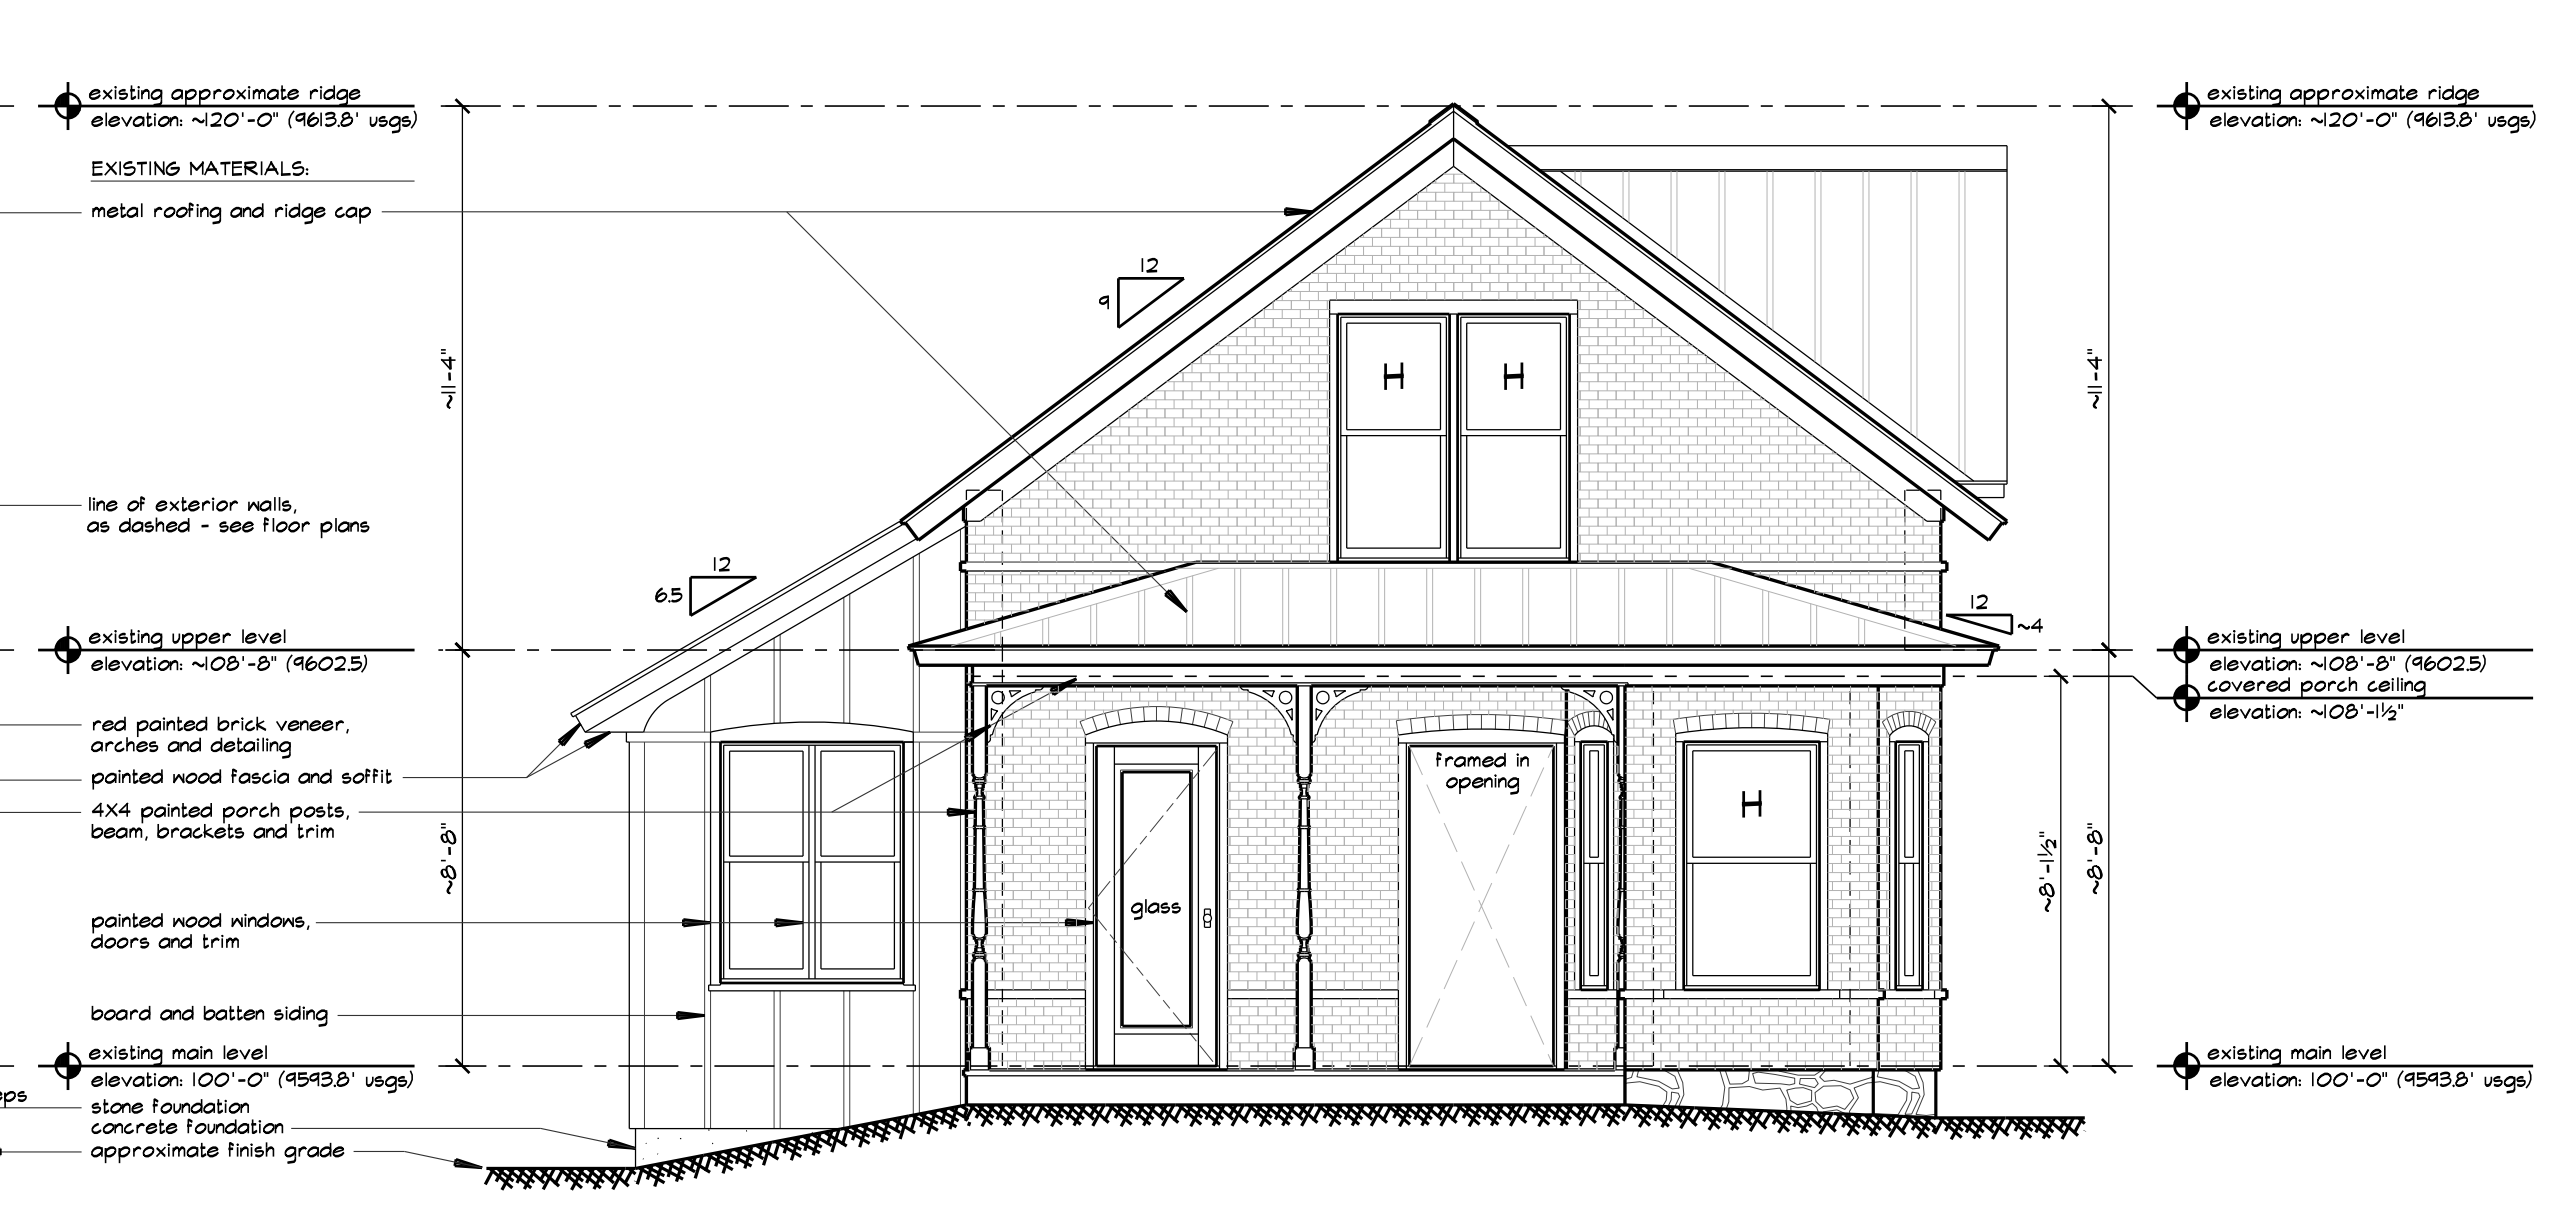 existing approximate ridge
elevation: ~120'-0" (9613.8' usgs)
EXISTING MATERIALS:
metal roofing and ridge cap
line of exterior walls,
as dashed - see floor plans
existing upper level
elevation: ~108'-8" (9602.5)
red painted brick veneer,
arches and detailing
painted wood fascia and soffit
4X4 painted porch posts,
beam, brackets and trim
painted wood windows,
doors and trim
board and batten siding
existing main level
elevation: 100'-0" (9593.8' usgs)
eps
stone foundation
concrete foundation
approximate finish grade
~11'-4"
~8'-8"
12
9
12
6.5
H
H
12
~4
framed in
opening
glass
H
~11'-4"
~8'-1½"
~8'-8"
existing approximate ridge
elevation: ~120'-0" (9613.8' usgs)
existing upper level
elevation: ~108'-8" (9602.5)
covered porch ceiling
elevation: ~108'-1½"
existing main level
elevation: 100'-0" (9593.8' usgs)